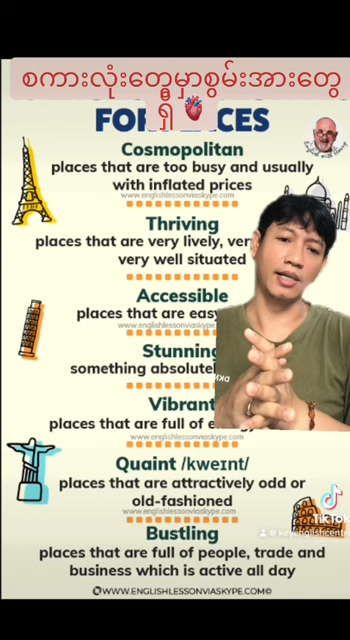 စကားလုံးတွေမှာစွမ်းအားတွေ
ရှိ
FOR
CES
Cosmopolitan
places that are too busy and usually
with inflated prices
www.englishlessonviaskype.com
Thriving
places that are very lively,
very well situated
Accessible
places that are
www.englishlessonviaskype.
Stunning
something
Vibrant
places that are full of
www.englishlessonviaskype.com
Quaint /kweɪnt/
places that are attractively odd or
old-fashioned
www.englishlessonviaskype.com
TikTok
@keyenglishcentr
Bustling
places that are full of people, trade and
business which is active all day
WWW.ENGLISHLESSONVIASKYPE.COM©